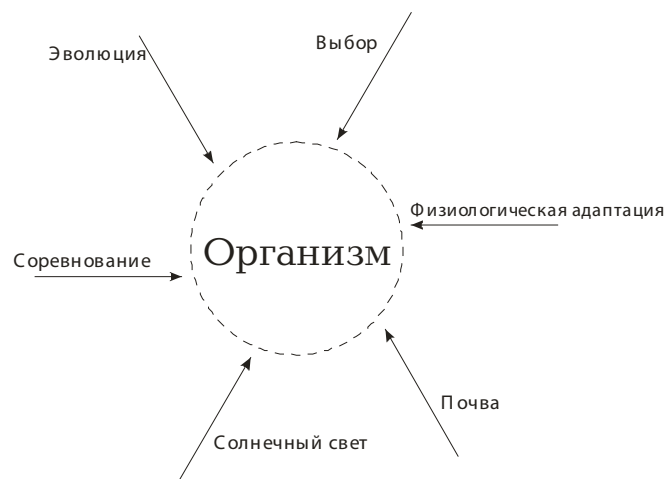 Выбор
Эволюция
Физиологическая адаптация
Организм
Соревнование
Почва
Солнечный свет